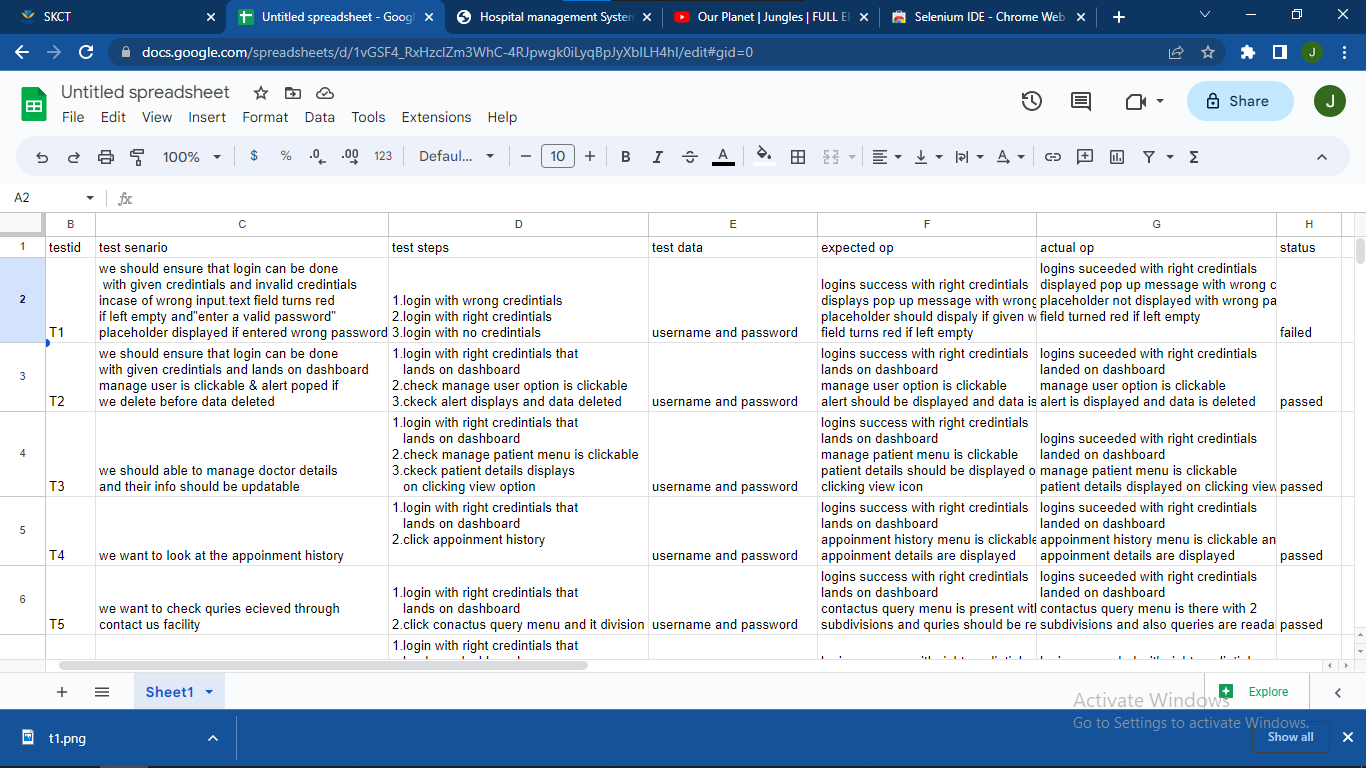 SKCT
Untitled spreadsheet - Googl
Hospital management System
Our Planet | Jungles | FULL EP
Selenium IDE - Chrome Web
docs.google.com/spreadsheets/d/1vGSF4_RxHzclZm3WhC-4RJpwgk0iLyqBpJyXbILH4hI/edit#gid=0
J
Untitled spreadsheet
Share
J
File Edit View Insert Format Data Tools Extensions Help
100% $ % .0 .00 123 Defaul... 10 B I A
A2 fx
B C D E F G H
1 testid test senario test steps test data expected op actual op status
2
T1
we should ensure that login can be done
with given credentials and invalid credentials
incase of wrong input.text field turns red
if left empty and"enter a valid password"
placeholder displayed if entered wrong password
1.login with wrong credintials
2.login with right credintials
3.login with no credintials
username and password
logins success with right credintials
displays pop up message with wrong
placeholder should dispaly if given w
field turns red if left empty
logins suceeded with right credintials
displayed pop up message with wrong c
placeholder not displayed with wrong pa
field turned red if left empty
failed
3
T2
we should ensure that login can be done
with given credentials and lands on dashboard
manage user is clickable & alert poped if
we delete before data deleted
1.login with right credintials that
lands on dashboard
2.check manage user option is clickable
3.ckeck alert displays and data deleted
username and password
logins success with right credintials
lands on dashboard
manage user option is clickable
alert should be displayed and data is
logins suceeded with right credintials
landed on dashboard
manage user option is clickable
alert is displayed and data is deleted
passed
4
T3
we should able to manage doctor details
and their info should be updatable
1.login with right credintials that
lands on dashboard
2.check manage patient menu is clickable
3.ckeck patient details displays
on clicking view option
username and password
logins success with right credintials
lands on dashboard
manage patient menu is clickable
patient details should be displayed o
clicking view icon
logins suceeded with right credintials
landed on dashboard
manage patient menu is clickable
patient details displayed on clicking view
passed
5
T4
we want to look at the appoinment history
1.login with right credintials that
lands on dashboard
2.click appoinment history
username and password
logins success with right credintials
lands on dashboard
appoinment history menu is clickable
appoinment details are displayed
logins suceeded with right credintials
landed on dashboard
appoinment history menu is clickable an
appoinment details are displayed
passed
6
T5
we want to check quries ecieved through
contact us facility
1.login with right credintials that
lands on dashboard
2.click conactus query menu and it division
username and password
logins success with right credintials
lands on dashboard
contactus query menu is present with
subdivisions and quries should be re
logins suceeded with right credintials
landed on dashboard
contactus query menu is there with 2
subdivisions and also queries are reada
passed
1.login with right credintials that
Sheet1
Explore
Activate Windows
Go to Settings to activate Windows.
t1.png
Show all